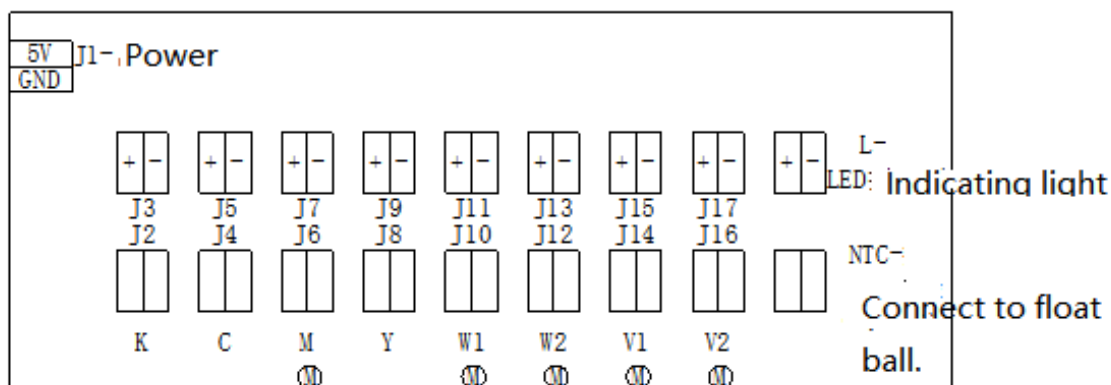 5V J1- Power
GND
+ - + - + - + - + - + - + - + - + - L-
LED: Indicating light
J3 J5 J7 J9 J11 J13 J15 J17
J2 J4 J6 J8 J10 J12 J14 J16
NTC-
Connect to float
ball.
K C M Y W1 W2 V1 V2
M M M M M